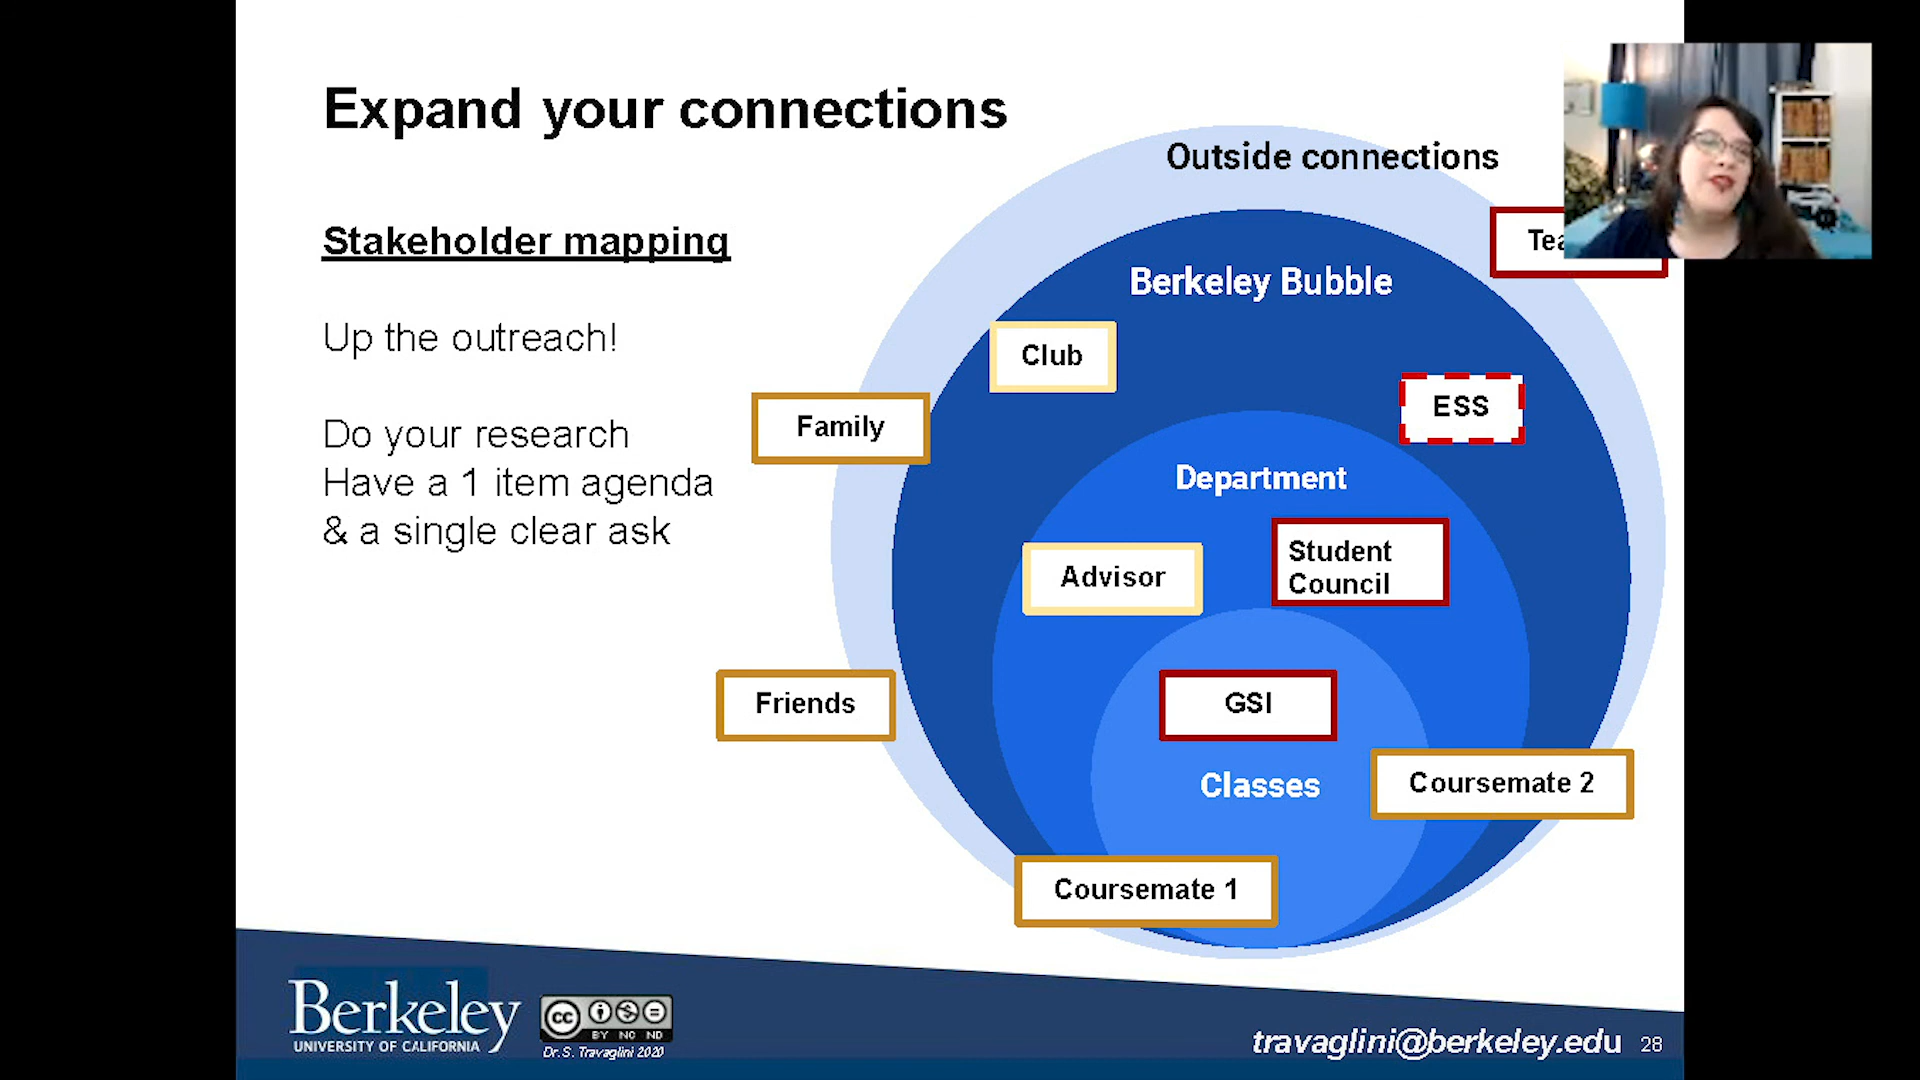 Expand your connections
Stakeholder mapping
Up the outreach!
Do your research
Have a 1 item agenda
& a single clear ask
Outside connections
Berkeley Bubble
Club
ESS
Family
Department
Advisor
Student
Council
Friends
GSI
Classes
Coursemate 2
Coursemate 1
Berkeley
UNIVERSITY OF CALIFORNIA
cc
BY NC ND
Dr. S. Travaglini 2020
travaglini@berkeley.edu
28